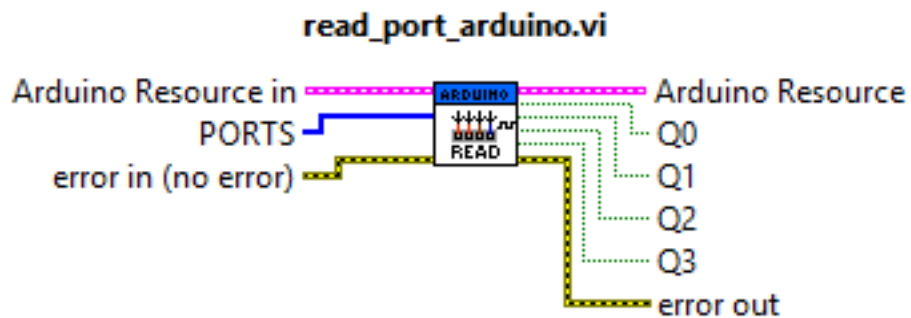 read_port_arduino.vi
Arduino Resource in
Arduino Resource
PORTS
Q0
error in (no error)
Q1
Q2
Q3
error out
ARDUINO
READ